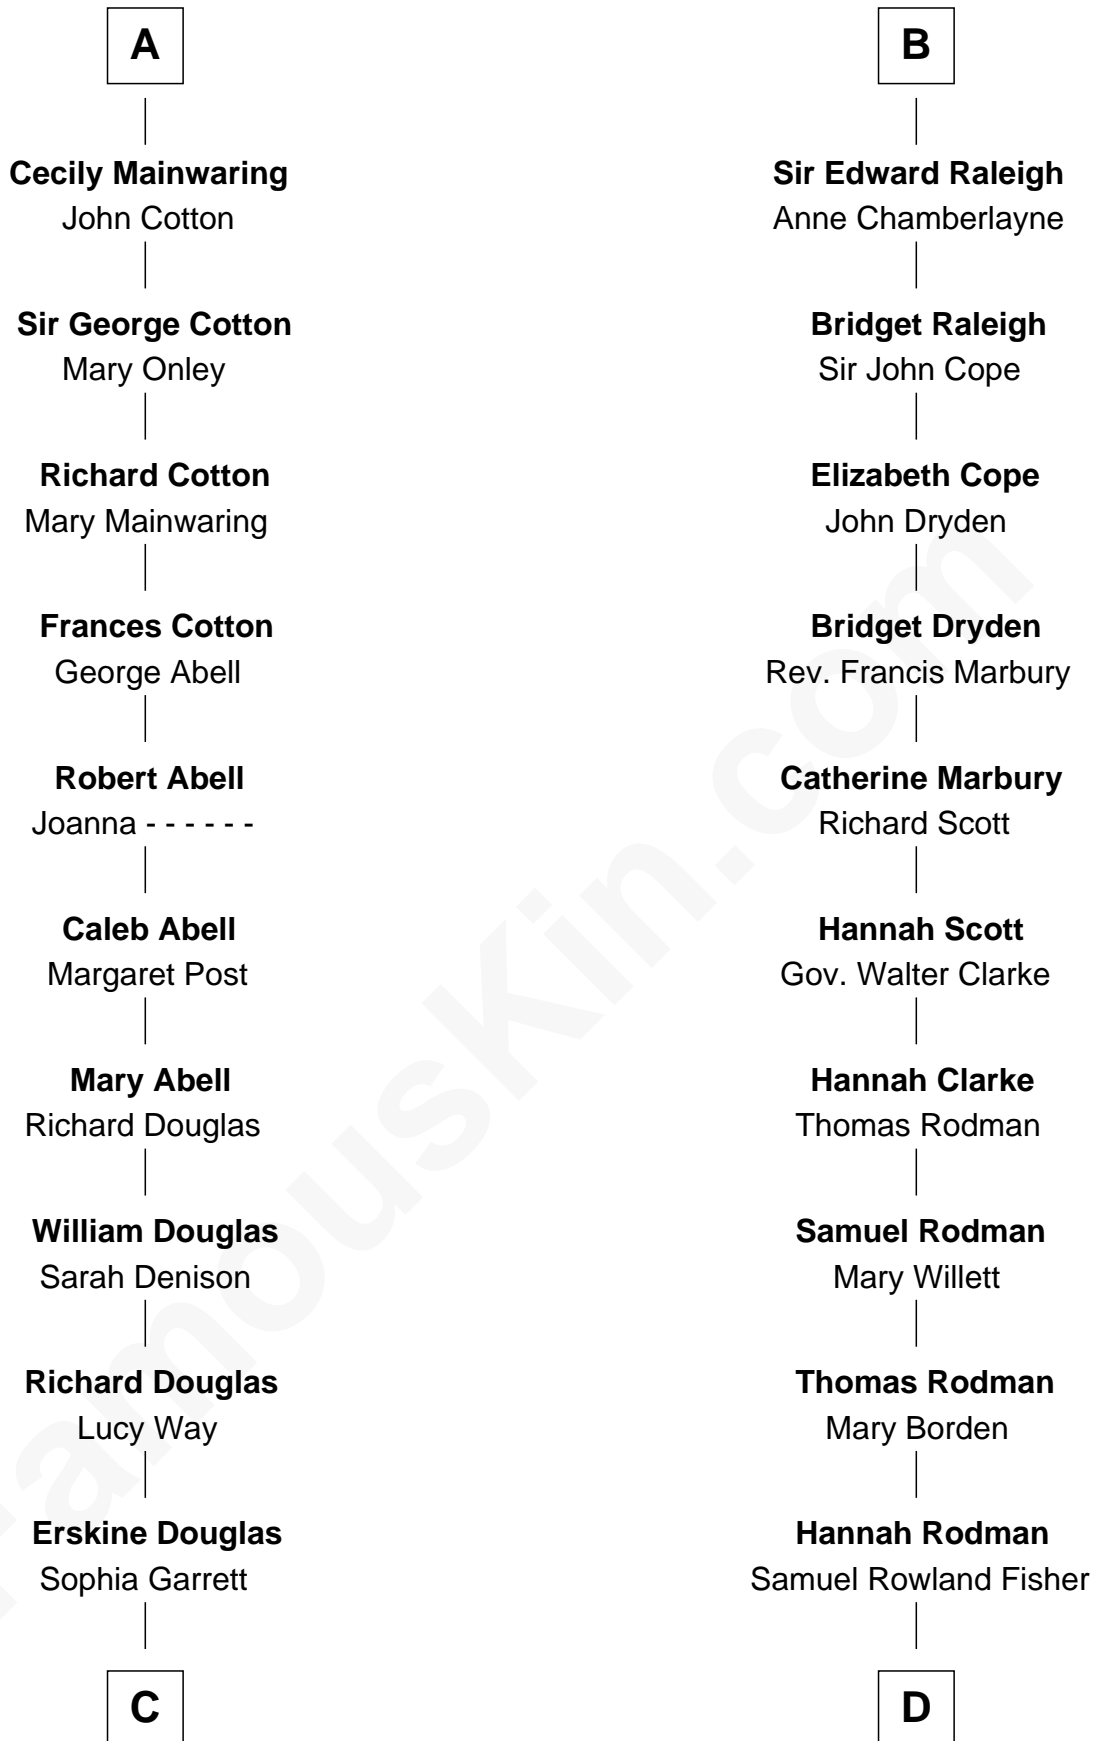 A
Cecily Mainwaring
John Cotton
Sir George Cotton
Mary Onley
Richard Cotton
Mary Mainwaring
Frances Cotton
George Abell
Robert Abell
Joanna - - - - - -
Caleb Abell
Margaret Post
Mary Abell
Richard Douglas
William Douglas
Sarah Denison
Richard Douglas
Lucy Way
Erskine Douglas
Sophia Garrett
C
B
Sir Edward Raleigh
Anne Chamberlayne
Bridget Raleigh
Sir John Cope
Elizabeth Cope
John Dryden
Bridget Dryden
Rev. Francis Marbury
Catherine Marbury
Richard Scott
Hannah Scott
Gov. Walter Clarke
Hannah Clarke
Thomas Rodman
Samuel Rodman
Mary Willett
Thomas Rodman
Mary Borden
Hannah Rodman
Samuel Rowland Fisher
D
FamousKin.com